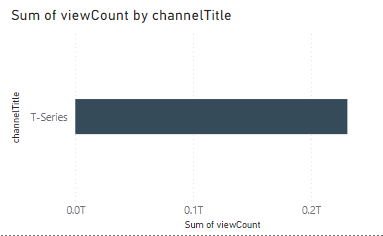 Sum of viewCount by channelTitle
channelTitle
T-Series
0.0T 0.1T 0.2T
Sum of viewCount